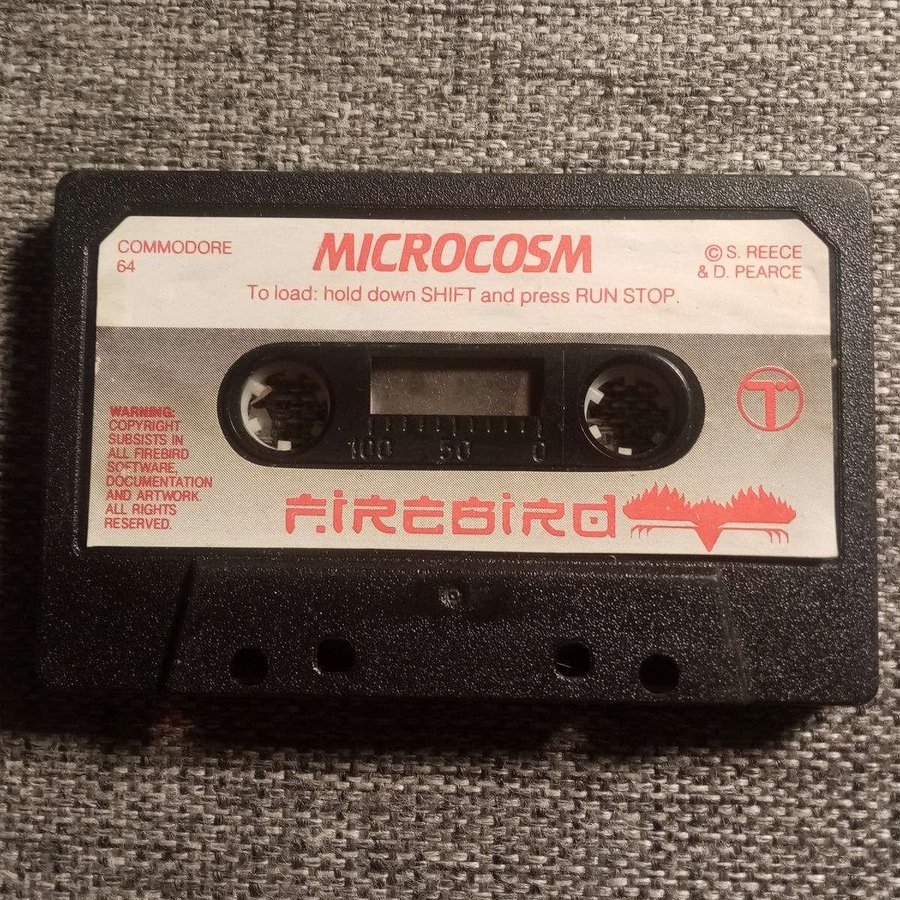 COMMODORE
64
MICROCOSM
© S. REECE
& D. PEARCE
To load: hold down SHIFT and press RUN STOP.
WARNING:
COPYRIGHT
SUBSISTS IN
ALL FIREBIRD
SOFTWARE,
DOCUMENTATION
AND ARTWORK.
ALL RIGHTS
RESERVED.
100 50 0
T
FIREBIRD